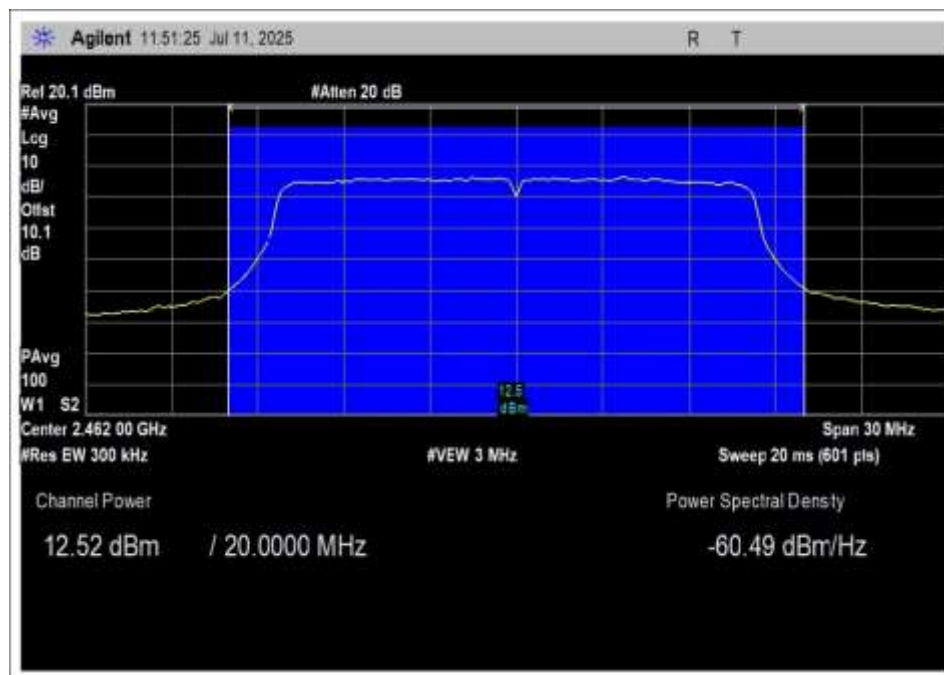 Agilent 11:51:25 Jul 11, 2025 R T
Ref 20.1 dBm #Atten 20 dB
#Avg
Log
10
dB/
Offst
10.1
dB
12.5
dBm
PAvg
100
W1 S2
Center 2.462 00 GHz Span 30 MHz
#Res BW 300 kHz #VBW 3 MHz Sweep 20 ms (601 pts)
Channel Power Power Spectral Density
12.52 dBm / 20.0000 MHz -60.49 dBm/Hz